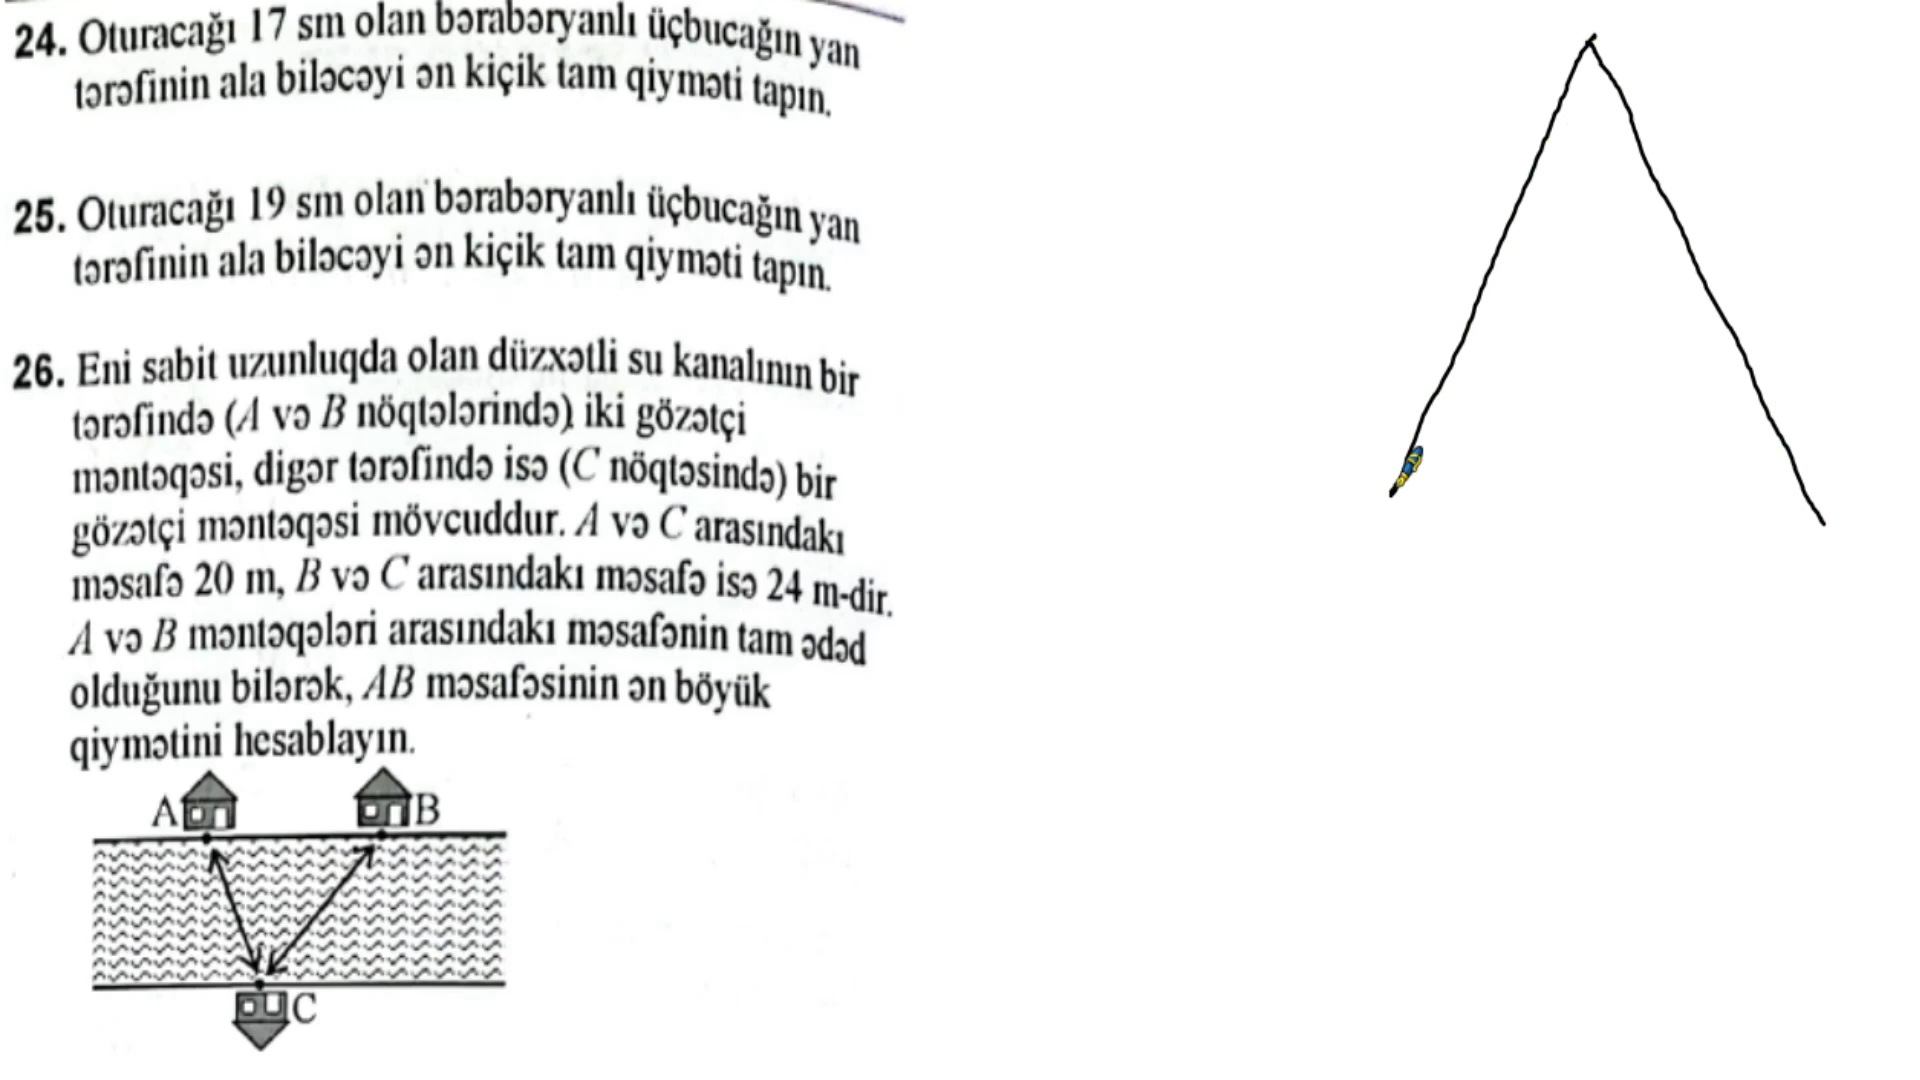 24. Oturacağı 17 sm olan bərabəryanlı üçbucağın yan
tərəfinin ala biləcəyi ən kiçik tam qiyməti tapın.
25. Oturacağı 19 sm olan bərabəryanlı üçbucağın yan
tərəfinin ala biləcəyi ən kiçik tam qiyməti tapın.
26. Eni sabit uzunluqda olan düzxətli su kanalının bir
tərəfində (A və B nöqtələrində) iki gözətçi
məntəqəsi, digər tərəfində isə (C nöqtəsində) bir
gözətçi məntəqəsi mövcuddur. A və C arasındakı
məsafə 20 m, B və C arasındakı məsafə isə 24 m-dir.
A və B məntəqələri arasındakı məsafənin tam ədəd
olduğunu bilərək, AB məsafəsinin ən böyük
qiymətini hesablayın.
A B
C